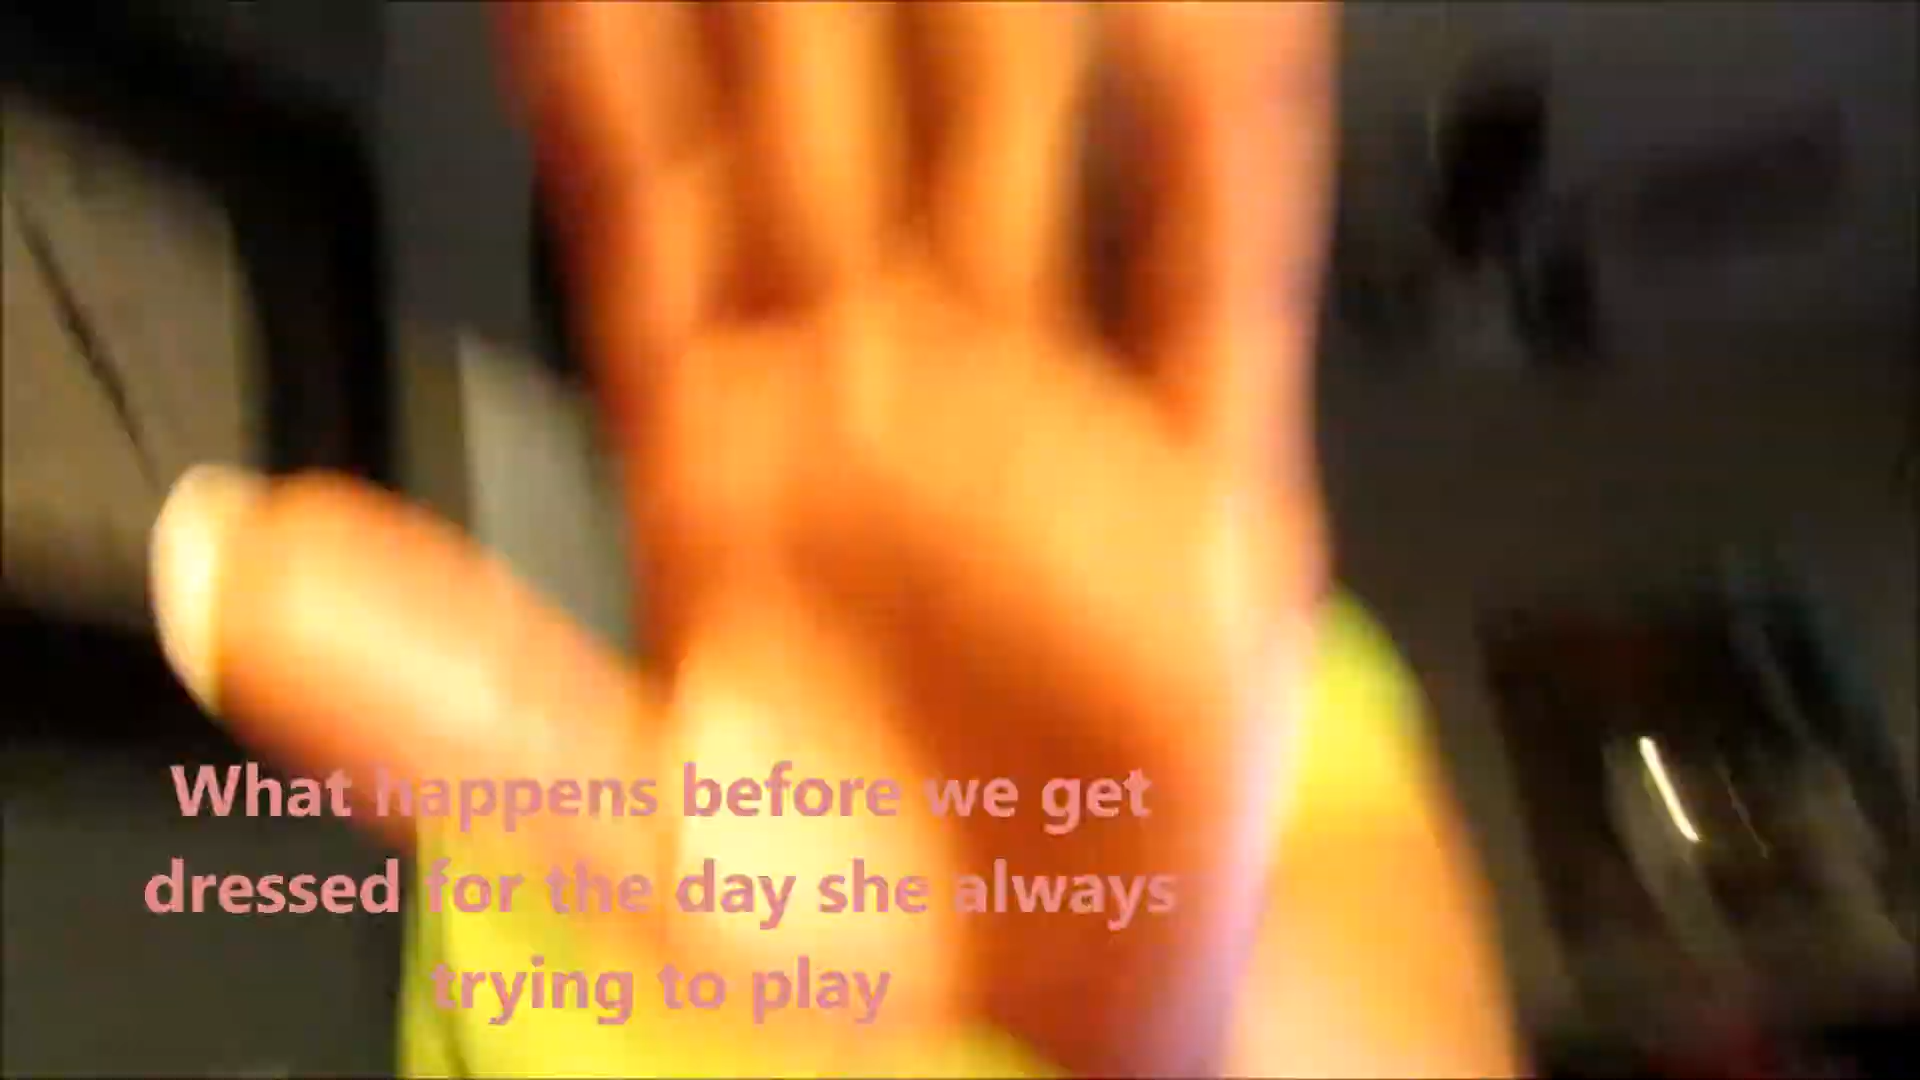 What happens before we get
dressed for the day she always
trying to play